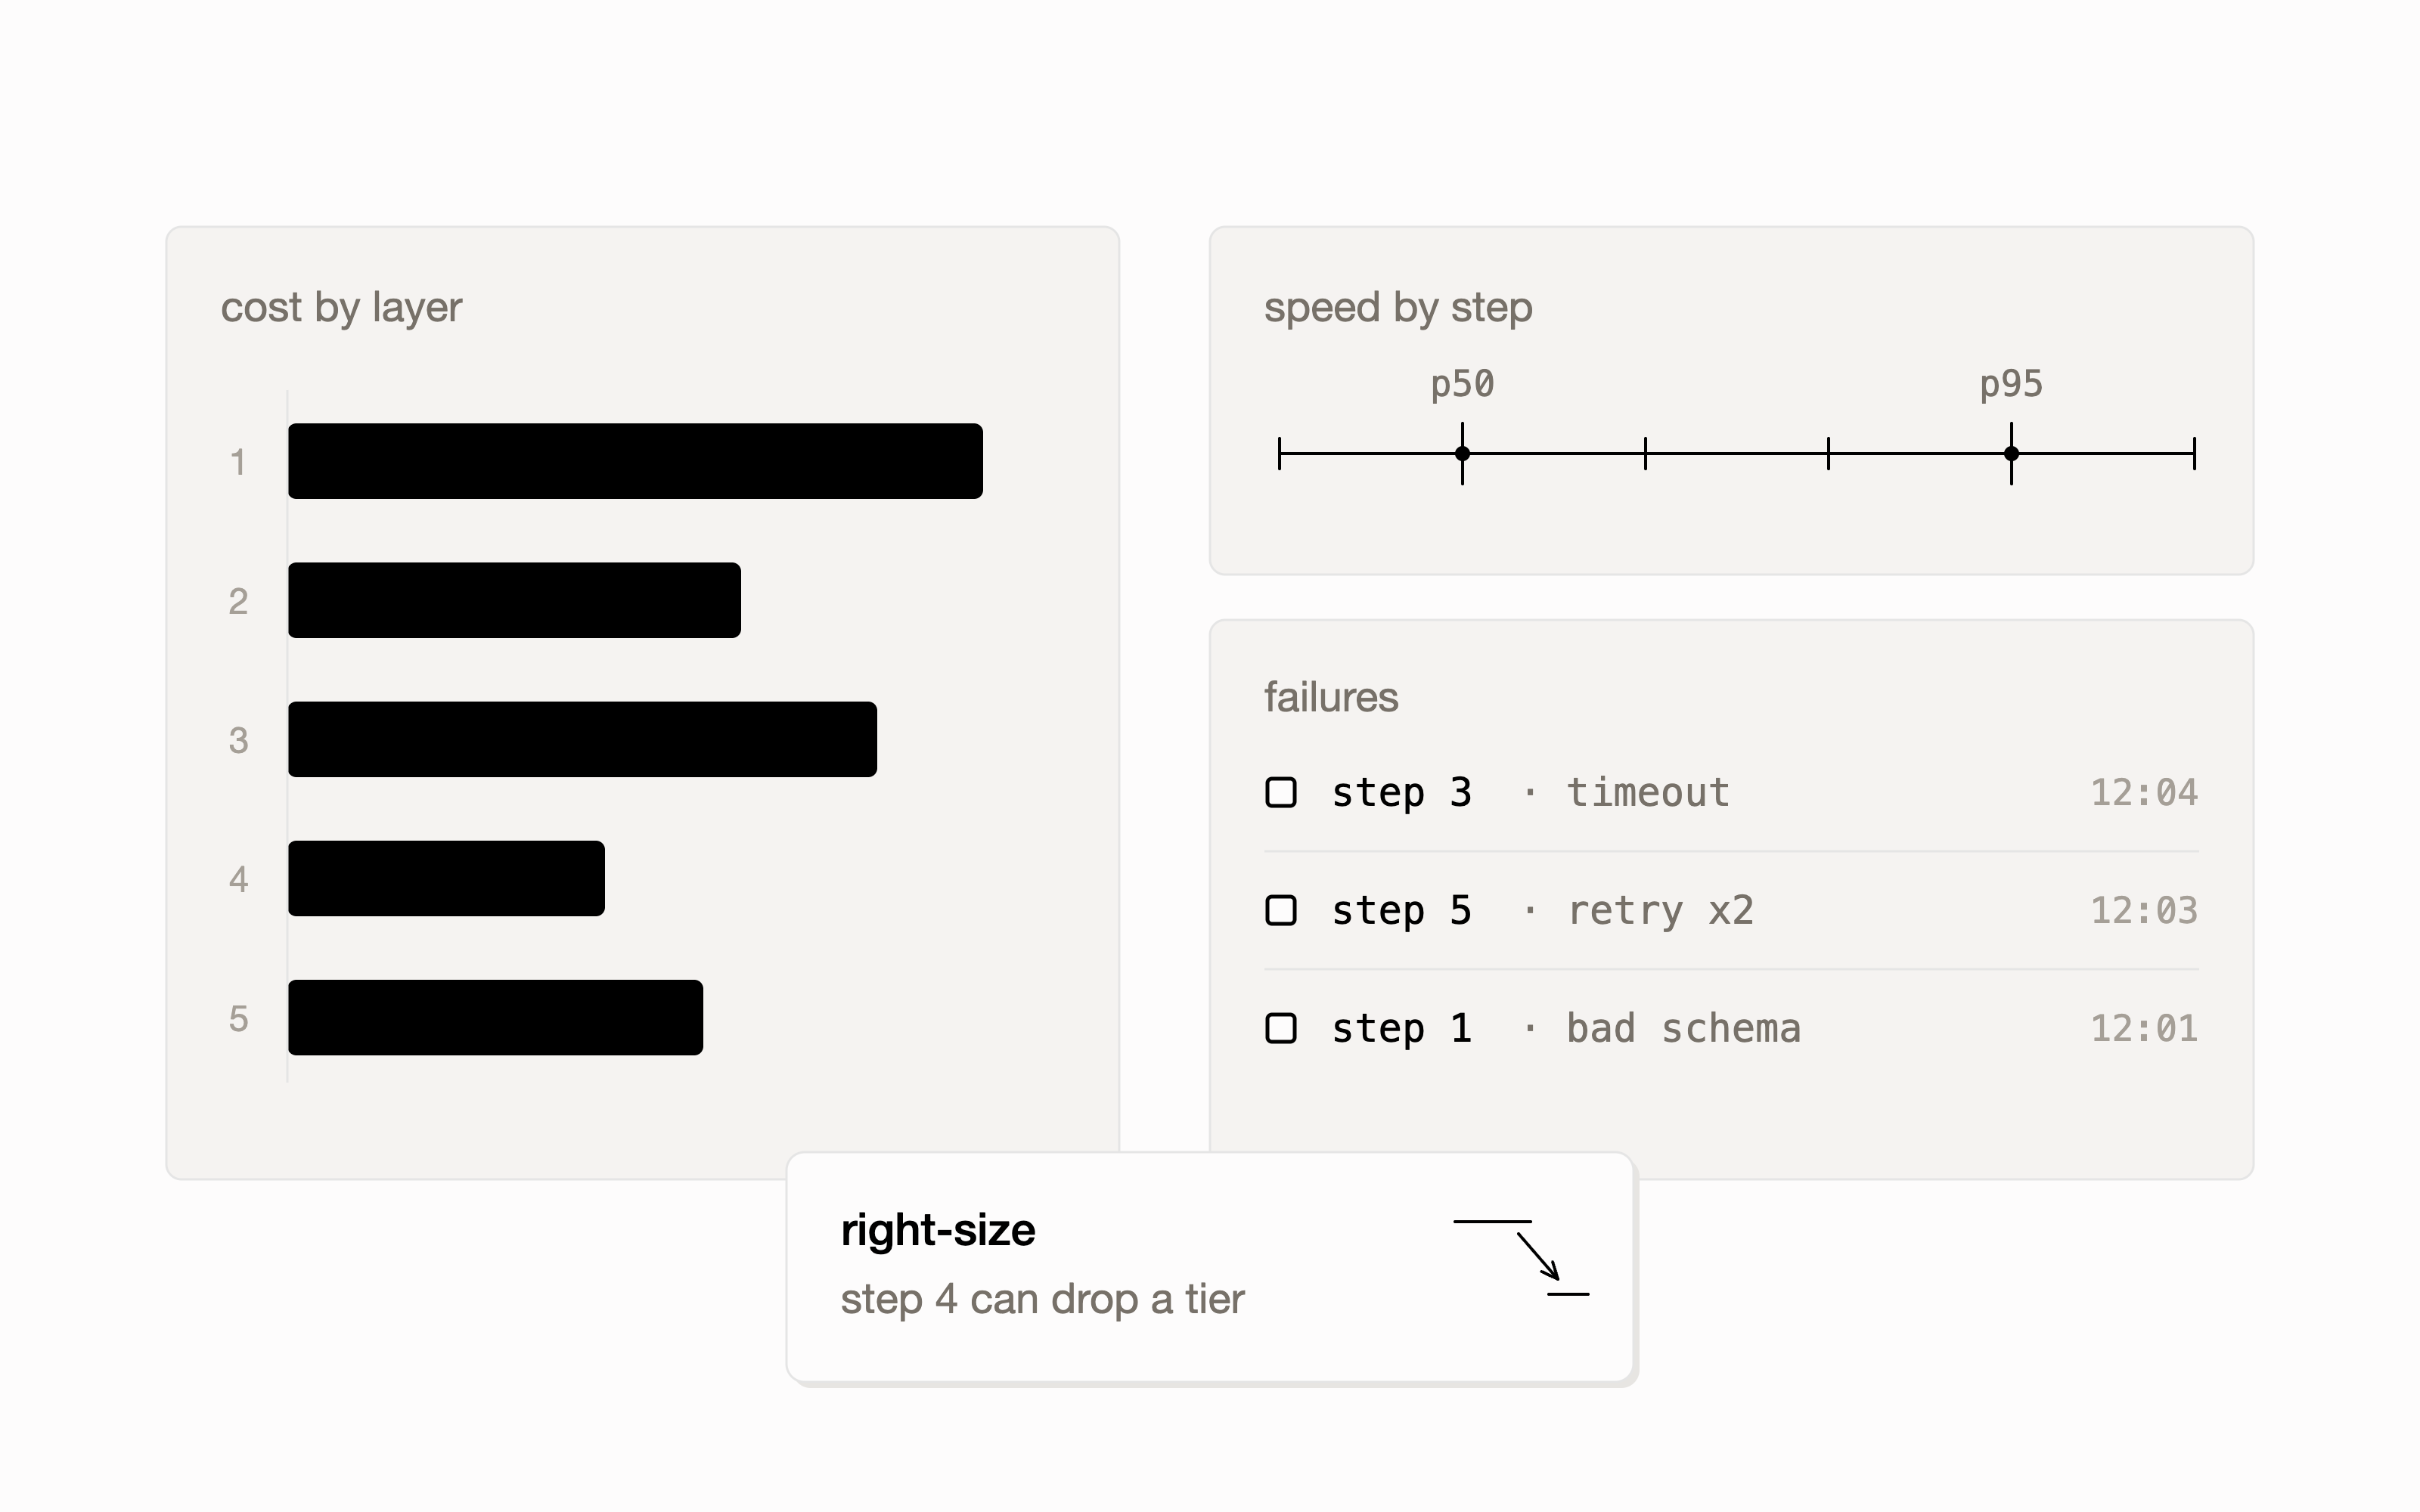 cost by layer
1
2
3
4
5
speed by step
p50 p95
failures
step 3 · timeout 12:04
step 5 · retry x2 12:03
step 1 · bad schema 12:01
right-size
step 4 can drop a tier